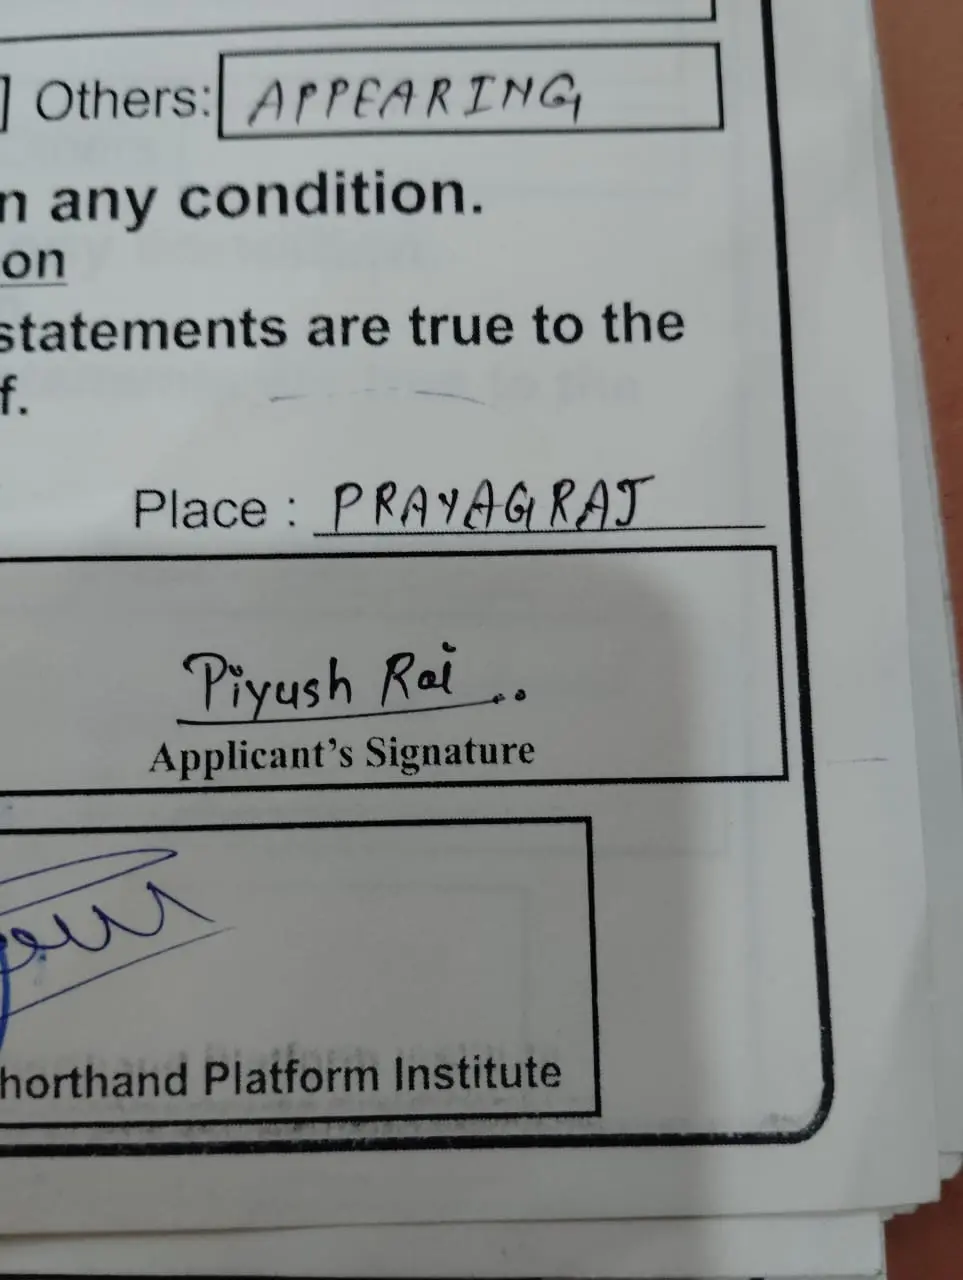 ] Others: APPEARING
n any condition.
on
statements are true to the
f.
Place : PRAYAGRAJ
Piyush Rai ..
Applicant's Signature
horthand Platform Institute